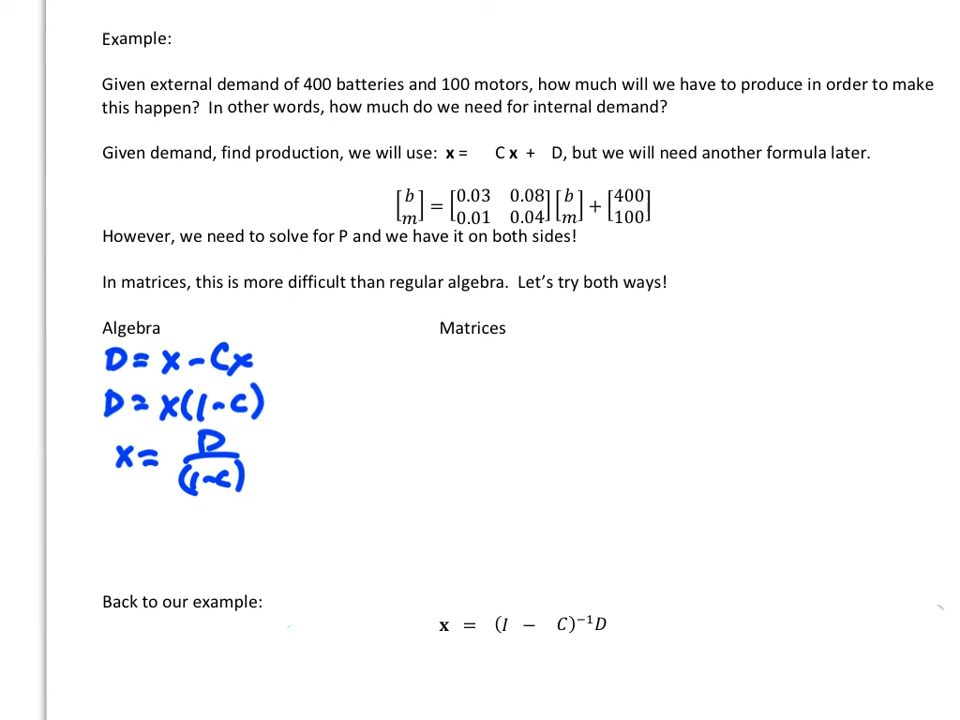 Example:
Given external demand of 400 batteries and 100 motors, how much will we have to produce in order to make
this happen? In other words, how much do we need for internal demand?
Given demand, find production, we will use: x = Cx + D, but we will need another formula later.
[b m] = [0.03 0.08 0.01 0.04] [b m] + [400 100]
However, we need to solve for P and we have it on both sides!
In matrices, this is more difficult than regular algebra. Let's try both ways!
Algebra Matrices
D = x - Cx
D = x(1-C)
x = D/(1-C)
Back to our example:
x = (I − C)⁻¹D